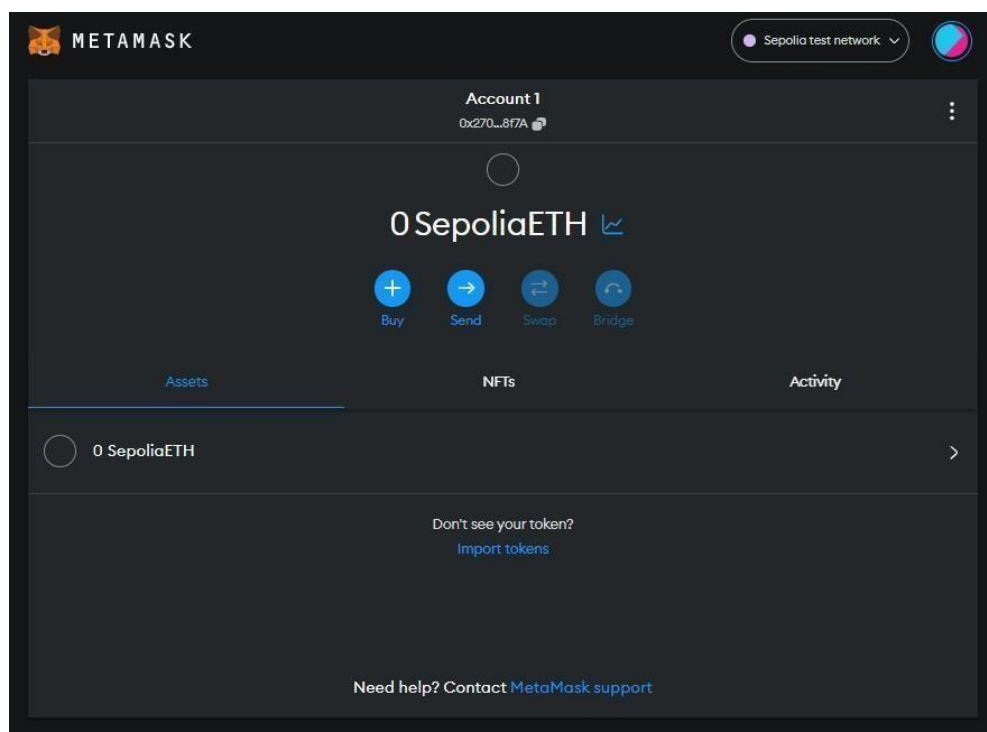 METAMASK
Sepolia test network
Account 1
0x270...8f7A
0 SepoliaETH
Buy
Send
Swap
Bridge
Assets
NFTs
Activity
0 SepoliaETH
Don't see your token?
Import tokens
Need help? Contact MetaMask support